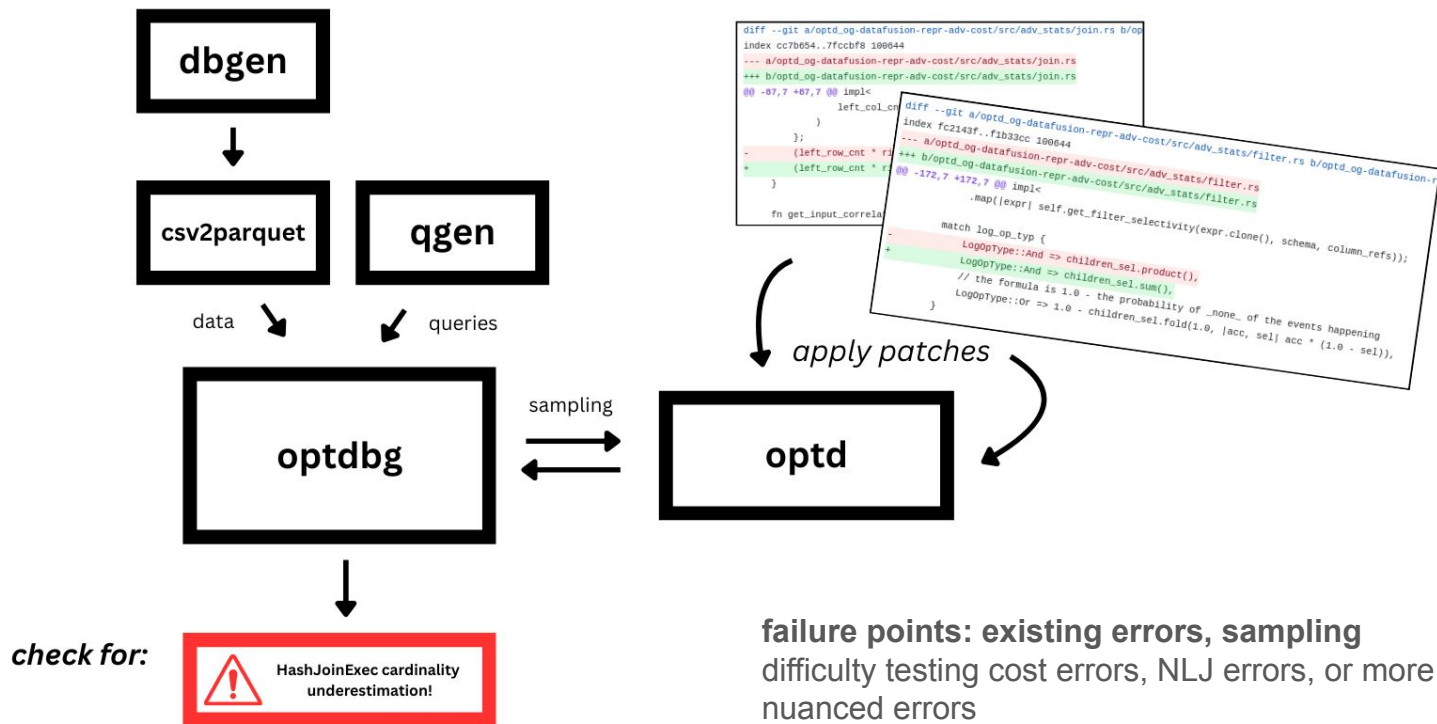 dbgen
csv2parquet
qgen
data
queries
optdbg
sampling
optd
apply patches
check for:
HashJoinExec cardinality
underestimation!
diff --git a/optd_og-datafusion-repr-adv-cost/src/adv_stats/join.rs b/op
index cc7b654..7fccbf8 100644
--- a/optd_og-datafusion-repr-adv-cost/src/adv_stats/join.rs
+++ b/optd_og-datafusion-repr-adv-cost/src/adv_stats/join.rs
@@ -87,7 +87,7 @@ impl<
left_col_cn
)
};
- (left_row_cnt * ri
+ (left_row_cnt * r
}
fn get_input_correla
diff --git a/optd_og-datafusion-repr-adv-cost/src/adv_stats/filter.rs b/optd_og-datafusion-r
index fc2143f..f1b33cc 100644
--- a/optd_og-datafusion-repr-adv-cost/src/adv_stats/filter.rs
+++ b/optd_og-datafusion-repr-adv-cost/src/adv_stats/filter.rs
@@ -172,7 +172,7 @@ impl<
.map(|expr| self.get_filter_selectivity(expr.clone(), schema, column_refs));
match log_op_typ {
- LogOpType::And => children_sel.product(),
+ LogOpType::And => children_sel.sum(),
// the formula is 1.0 - the probability of _none_ of the events happening
LogOpType::Or => 1.0 - children_sel.fold(1.0, |acc, sel| acc * (1.0 - sel)),
}
failure points: existing errors, sampling
difficulty testing cost errors, NLJ errors, or more
nuanced errors